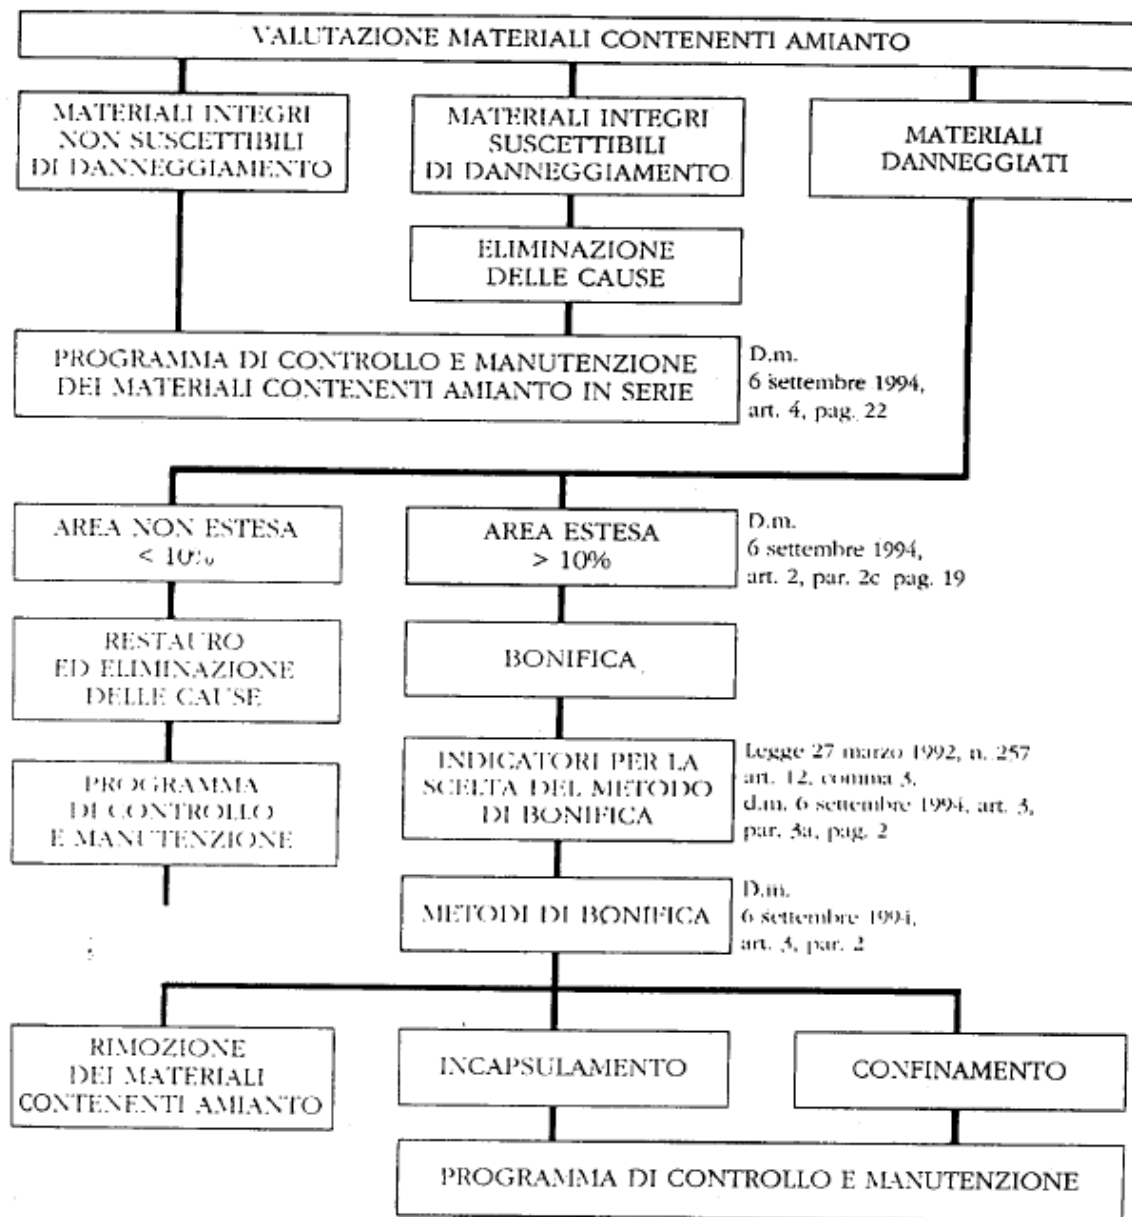 VALUTAZIONE MATERIALI CONTENENTI AMIANTO
MATERIALI INTEGRI
NON SUSCETTIBILI
DI DANNEGGIAMENTO
MATERIALI INTEGRI
SUSCETTIBILI
DI DANNEGGIAMENTO
MATERIALI
DANNEGGIATI
ELIMINAZIONE
DELLE CAUSE
PROGRAMMA DI CONTROLLO E MANUTENZIONE
DEI MATERIALI CONTENENTI AMIANTO IN SERIE
D.m.
6 settembre 1994,
art. 4, pag. 22
AREA NON ESTESA
< 10%
AREA ESTESA
> 10%
D.m.
6 settembre 1994,
art. 2, par. 2c pag. 19
RESTAURO
ED ELIMINAZIONE
DELLE CAUSE
BONIFICA
PROGRAMMA
DI CONTROLLO
E MANUTENZIONE
INDICATORI PER LA
SCELTA DEL METODO
DI BONIFICA
Legge 27 marzo 1992, n. 257
art. 12, comma 3,
d.m. 6 settembre 1994, art. 3,
par. 3a, pag. 2
METODI DI BONIFICA
D.m.
6 settembre 1994,
art. 3, par. 2
RIMOZIONE
DEI MATERIALI
CONTENENTI AMIANTO
INCAPSULAMENTO
CONFINAMENTO
PROGRAMMA DI CONTROLLO E MANUTENZIONE